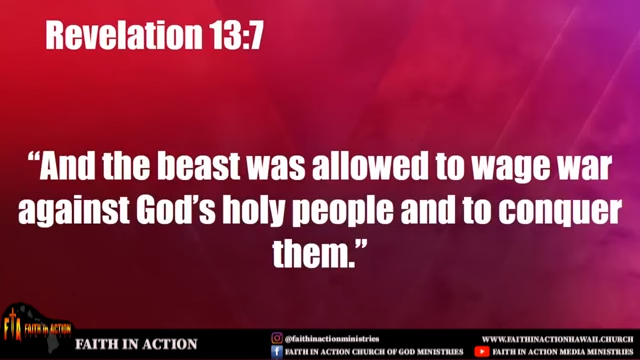 Revelation 13:7
“And the beast was allowed to wage war
against God’s holy people and to conquer
them.”
FIA FAITH in ACTION
FAITH IN ACTION
@faithinactionministries
WWW.FAITHINACTIONHAWAII.CHURCH
FAITH IN ACTION CHURCH OF GOD MINISTRIES
FAITH IN ACTION MEDIA MINISTRIES